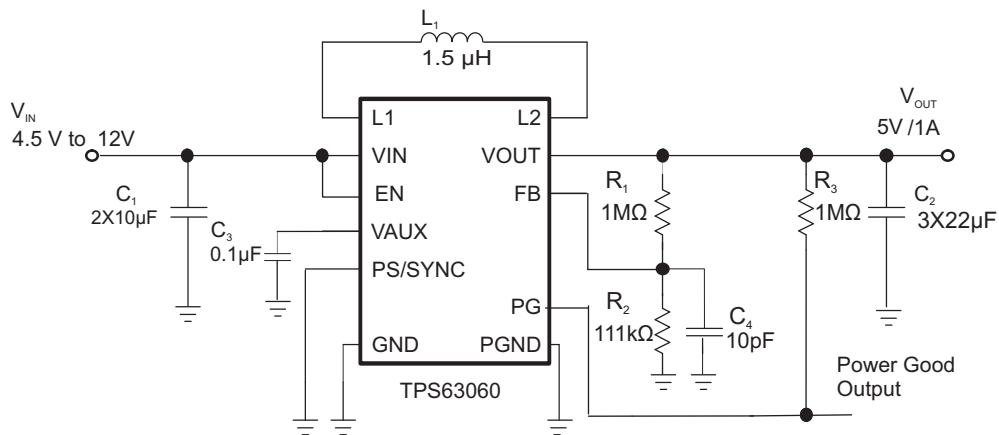 L1
1.5 µH
VIN
4.5 V to 12V
VOUT
5V /1A
L1
L2
VIN
VOUT
EN
FB
VAUX
PS/SYNC
PG
GND
PGND
TPS63060
C1
2X10µF
C3
0.1µF
R1
1MΩ
R3
1MΩ
C2
3X22µF
R2
111kΩ
C4
10pF
Power Good
Output